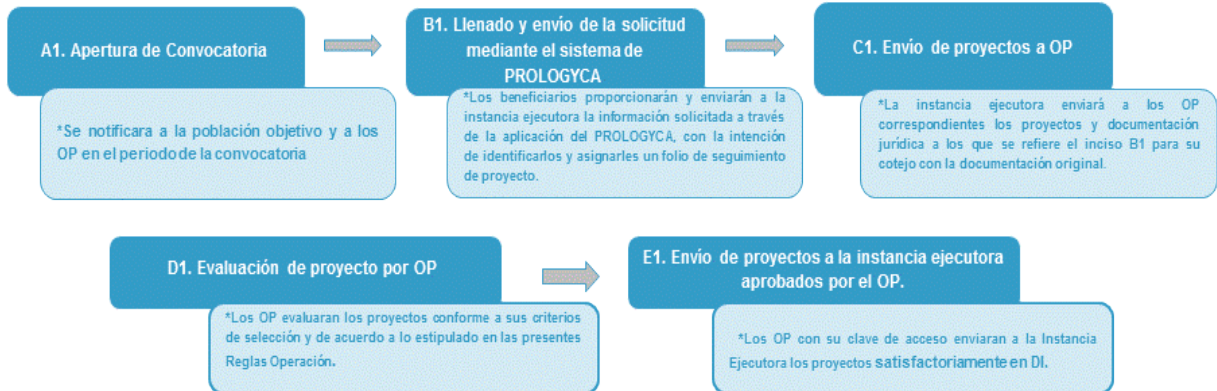 A1. Apertura de Convocatoria
*Se notificara a la población objetivo y a los
OP en el periodo de la convocatoria
B1. Llenado y envío de la solicitud
mediante el sistema de
PROLOGYCA
*Los beneficiarios proporcionarán y enviarán a la
instancia ejecutora la información solicitada a través
de la aplicación del PROLOGYCA, con la intención
de identificarlos y asignarles un folio de seguimiento
de proyecto.
C1. Envío de proyectos a OP
*La instancia ejecutora enviará a los OP
correspondientes los proyectos y documentación
jurídica a los que se refiere el inciso B1 para su
cotejo con la documentación original.
D1. Evaluación de proyecto por OP
*Los OP evaluaran los proyectos conforme a sus criterios
de selección y de acuerdo a lo estipulado en las presentes
Reglas Operación.
E1. Envío de proyectos a la instancia ejecutora
aprobados por el OP.
*Los OP con su clave de acceso enviaran a la Instancia
Ejecutora los proyectos satisfactoriamente en DI.